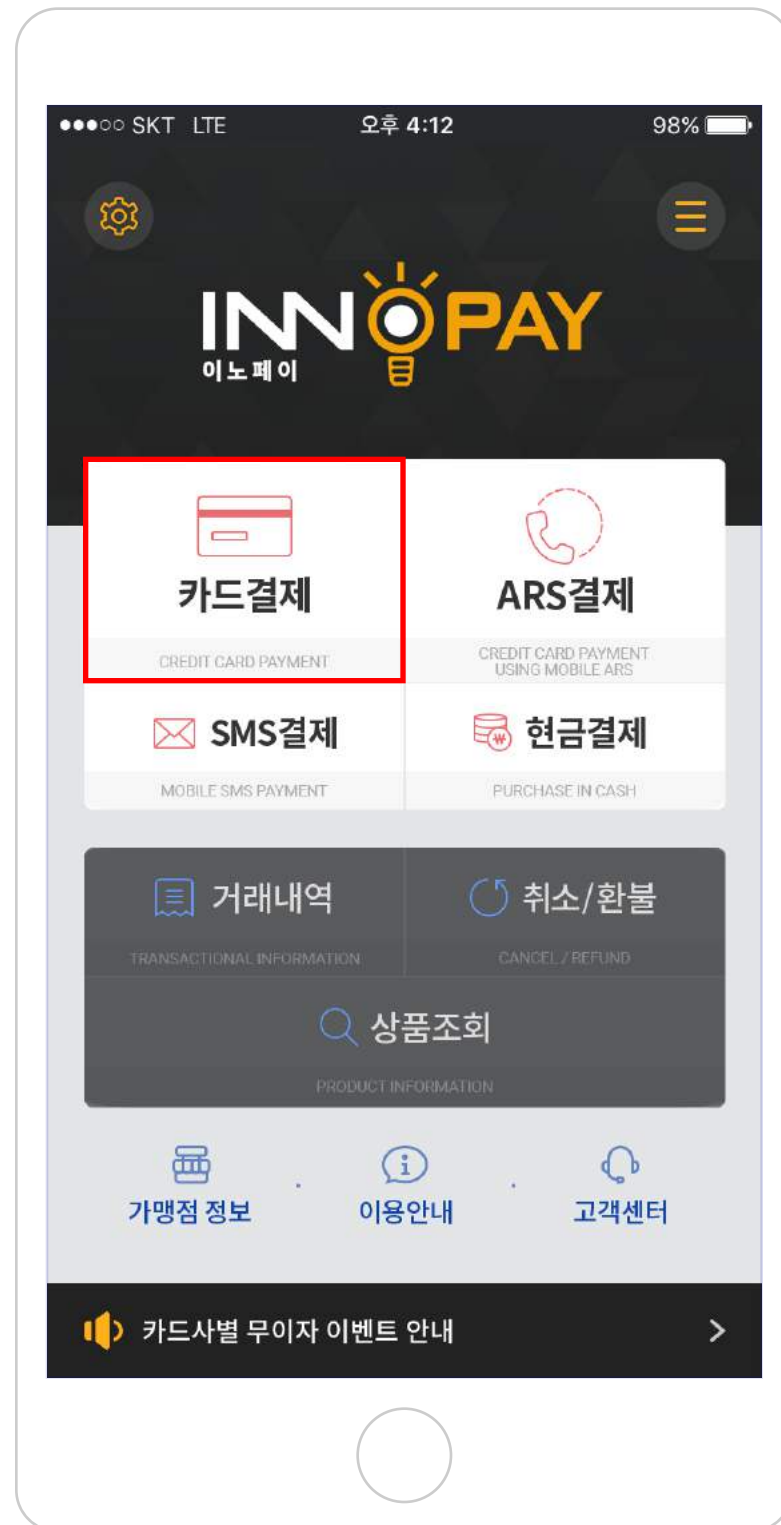 SKT LTE 오후 4:12 98%
INNOPAY
이노페이
카드결제
CREDIT CARD PAYMENT
ARS결제
CREDIT CARD PAYMENT
USING MOBILE ARS
SMS결제
MOBILE SMS PAYMENT
현금결제
PURCHASE IN CASH
거래내역
TRANSACTIONAL INFORMATION
취소/환불
CANCEL / REFUND
상품조회
PRODUCT INFORMATION
가맹점 정보 · 이용안내 · 고객센터
카드사별 무이자 이벤트 안내 >